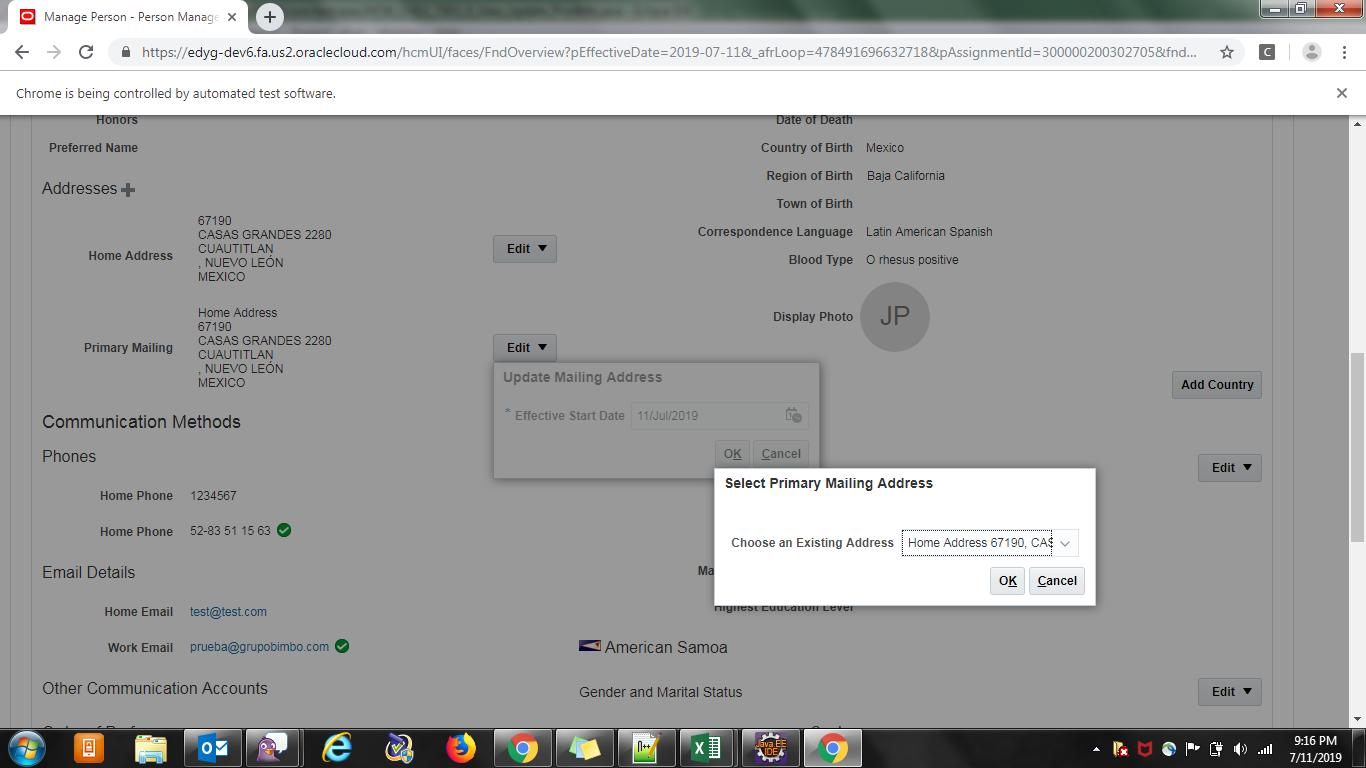 Manage Person - Person Manage
https://edyg-dev6.fa.us2.oraclecloud.com/hcmUI/faces/FndOverview?pEffectiveDate=2019-07-11&_afrLoop=478491696632718&pAssignmentId=300000200302705&fnd...
C
Chrome is being controlled by automated test software.
Honors
Date of Death
Preferred Name
Country of Birth Mexico
Region of Birth Baja California
Addresses
Town of Birth
Home Address
67190
CASAS GRANDES 2280
CUAUTITLAN
, NUEVO LEÓN
MEXICO
Edit
Correspondence Language Latin American Spanish
Blood Type O rhesus positive
Display Photo JP
Primary Mailing
Home Address
67190
CASAS GRANDES 2280
CUAUTITLAN
, NUEVO LEÓN
MEXICO
Edit
Update Mailing Address
* Effective Start Date 11/Jul/2019
OK Cancel
Add Country
Communication Methods
Phones
Edit
Home Phone 1234567
Home Phone 52-83 51 15 63
Select Primary Mailing Address
Choose an Existing Address Home Address 67190, CAS
OK Cancel
Email Details
Ma
Highest Education Level
Home Email test@test.com
Work Email prueba@grupobimbo.com
American Samoa
Other Communication Accounts
Gender and Marital Status
Edit
9:16 PM
7/11/2019